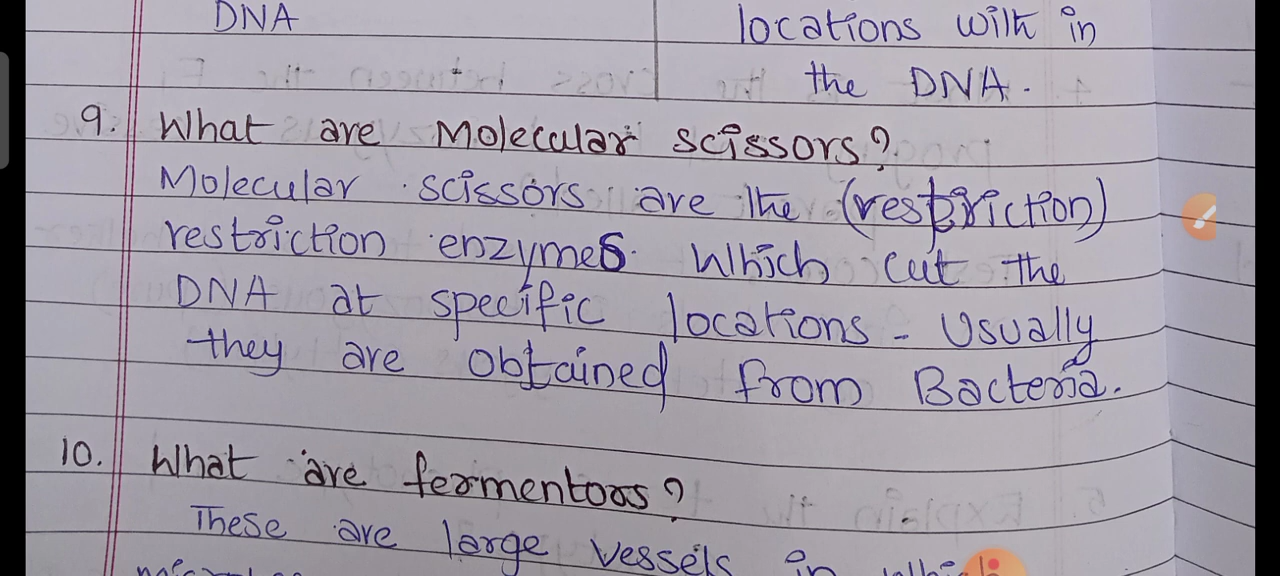 DNA
locations with in
the DNA.
9. What are Molecular scissors?
Molecular scissors are the (restriction)
restriction enzymes which cut the
DNA at specific locations - Usually
they are obtained from Bacteria.
10. What are fermentors?
These are large vessels in which